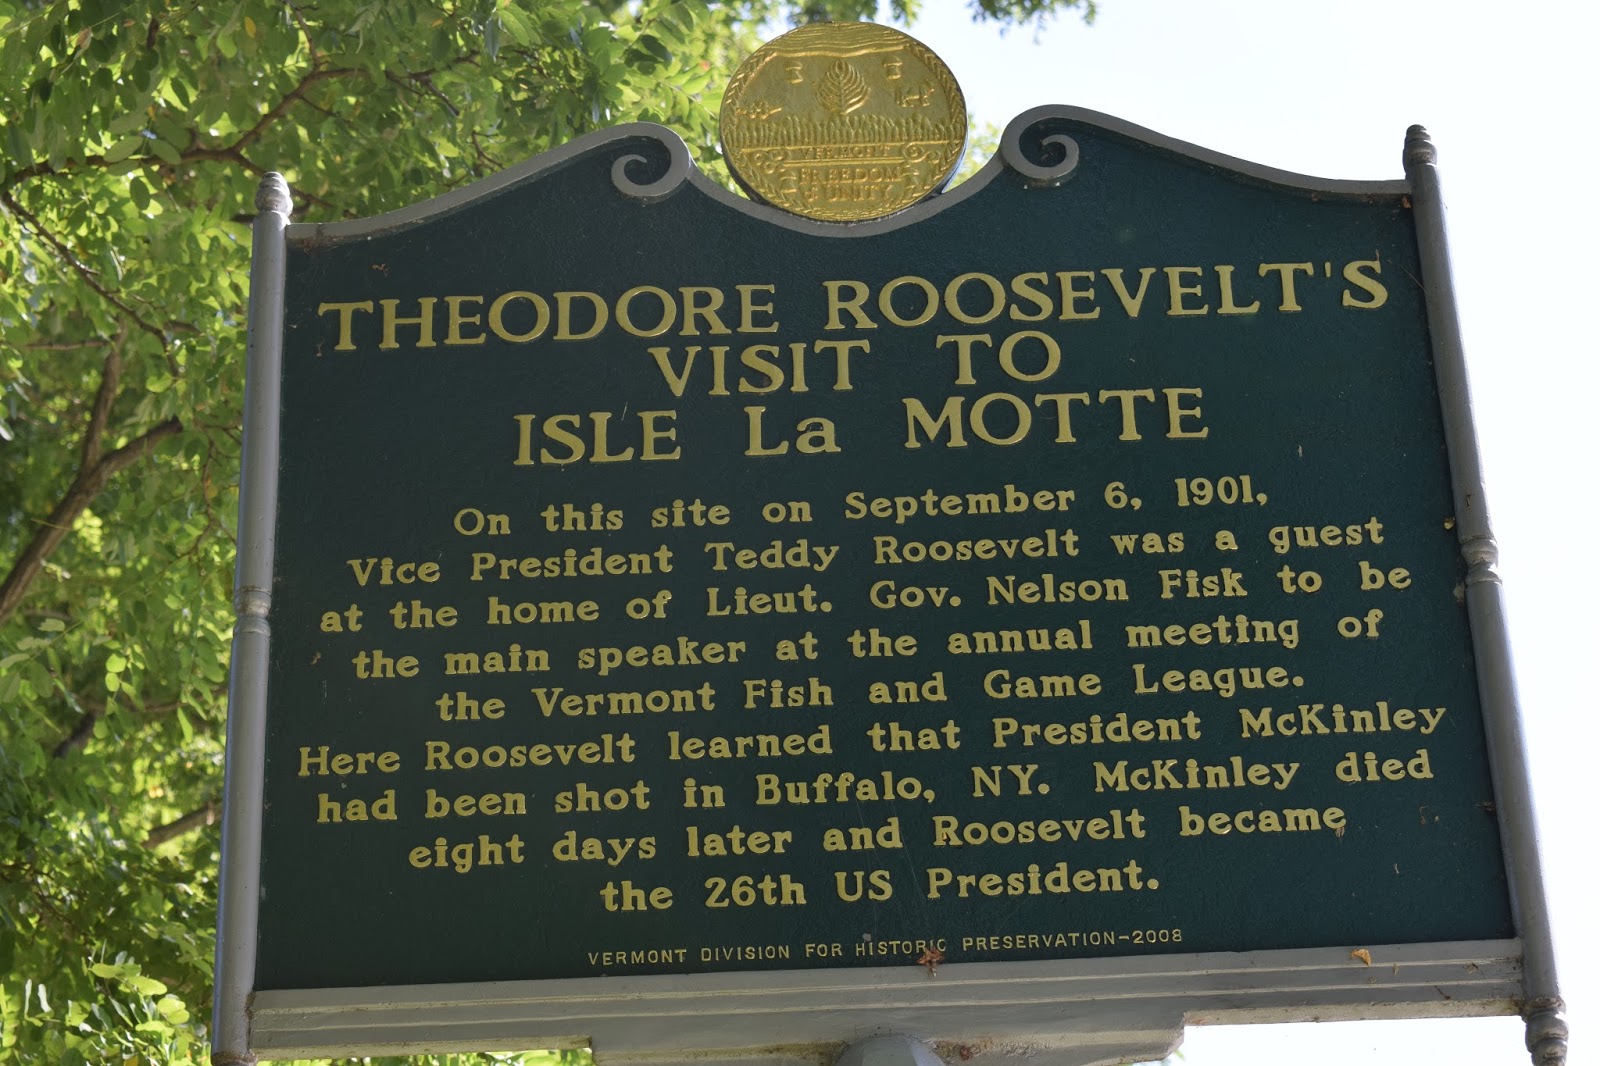 VERMONT
FREEDOM
& UNITY
THEODORE ROOSEVELT'S
VISIT TO
ISLE La MOTTE
On this site on September 6, 1901,
Vice President Teddy Roosevelt was a guest
at the home of Lieut. Gov. Nelson Fisk to be
the main speaker at the annual meeting of
the Vermont Fish and Game League.
Here Roosevelt learned that President McKinley
had been shot in Buffalo, NY. McKinley died
eight days later and Roosevelt became
the 26th US President.
VERMONT DIVISION FOR HISTORIC PRESERVATION-2008